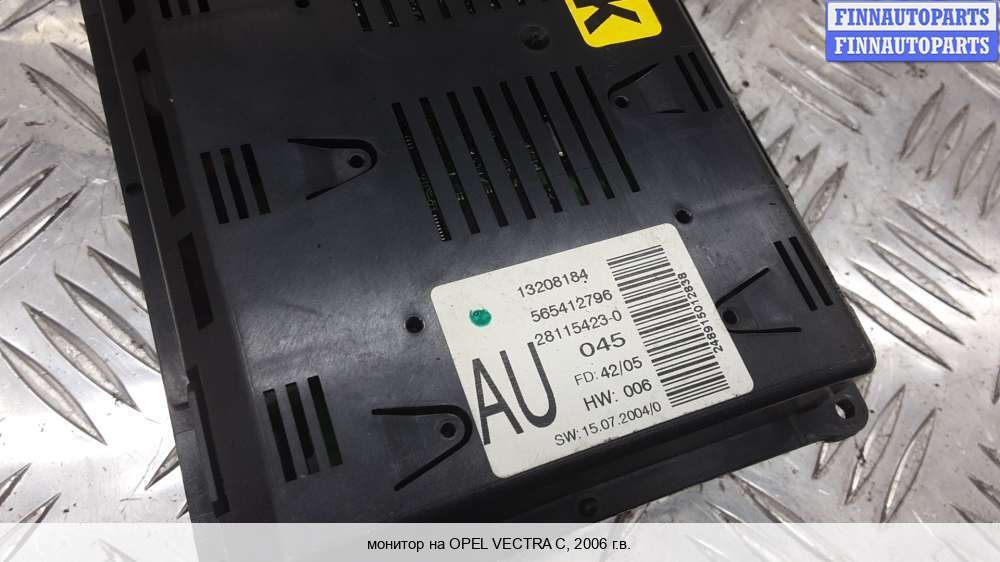 K
FINNAUTOPARTS
FINNAUTOPARTS
13208184
565412796
28115423-0
AU
045
FD: 42/05
HW: 006
SW: 15.07.2004/0
248915012838
монитор на OPEL VECTRA C, 2006 г.в.